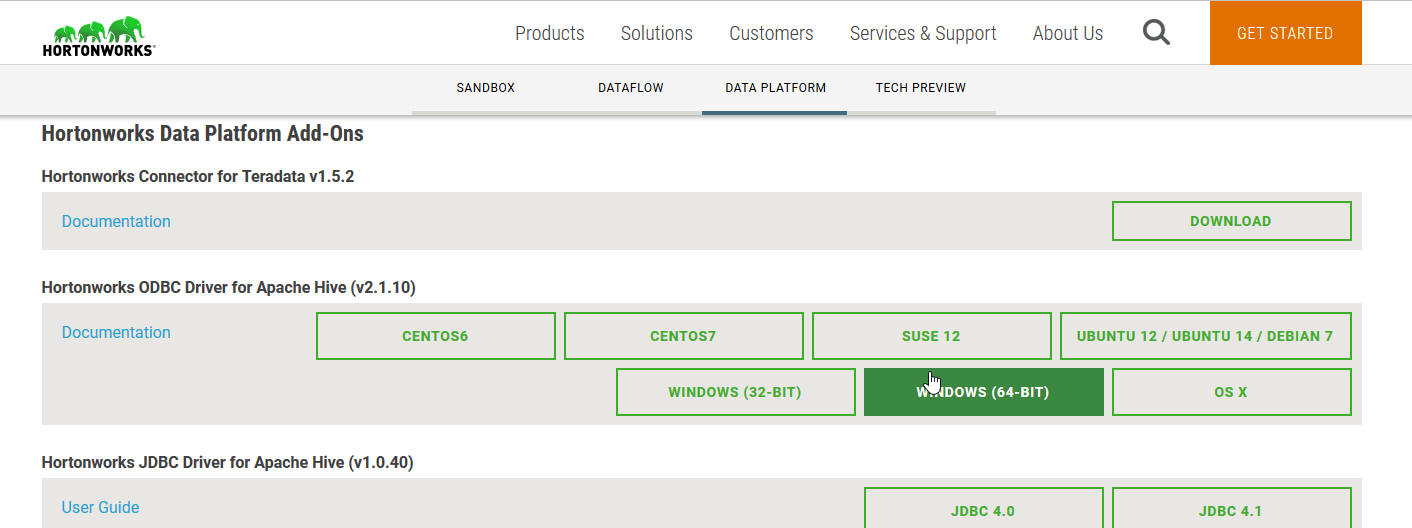 HORTONWORKS
Products Solutions Customers Services & Support About Us GET STARTED
SANDBOX DATAFLOW DATA PLATFORM TECH PREVIEW
Hortonworks Data Platform Add-Ons
Hortonworks Connector for Teradata v1.5.2
Documentation DOWNLOAD
Hortonworks ODBC Driver for Apache Hive (v2.1.10)
Documentation CENTOS6 CENTOS7 SUSE 12 UBUNTU 12 / UBUNTU 14 / DEBIAN 7
WINDOWS (32-BIT) WINDOWS (64-BIT) OS X
Hortonworks JDBC Driver for Apache Hive (v1.0.40)
User Guide JDBC 4.0 JDBC 4.1